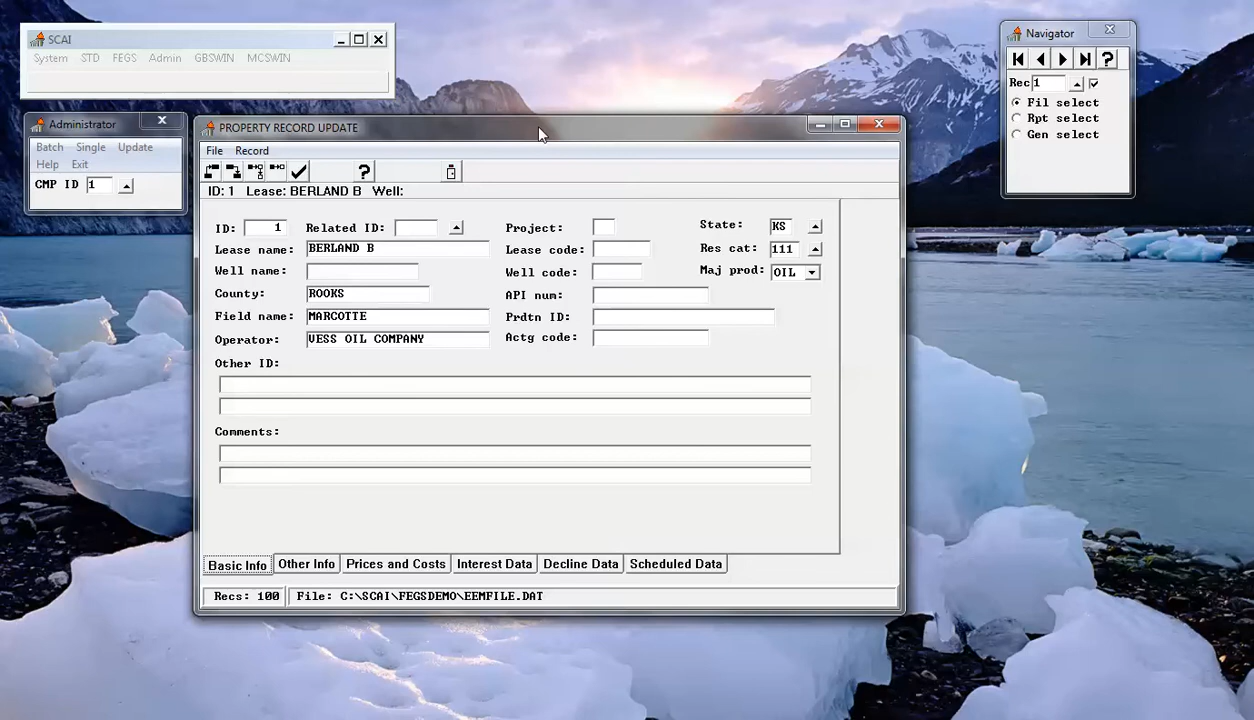 SCAI
System STD FEGS Admin GBSWIN MCSWIN
Administrator
Batch Single Update
Help Exit
CMP ID 1
PROPERTY RECORD UPDATE
File Record
?
ID: 1 Lease: BERLAND B Well:
ID: 1 Related ID: Project: State: KS
Lease name: BERLAND B Lease code: Res cat: 111
Well name: Well code: Maj prod: OIL
County: ROOKS API num:
Field name: MARCOTTE Prdtn ID:
Operator: VESS OIL COMPANY Actg code:
Other ID:
Comments:
Basic Info Other Info Prices and Costs Interest Data Decline Data Scheduled Data
Recs: 100 File: C:\SCAI\FEGSDEMO\EEMFILE.DAT
Navigator
?
Rec 1
Fil select
Rpt select
Gen select